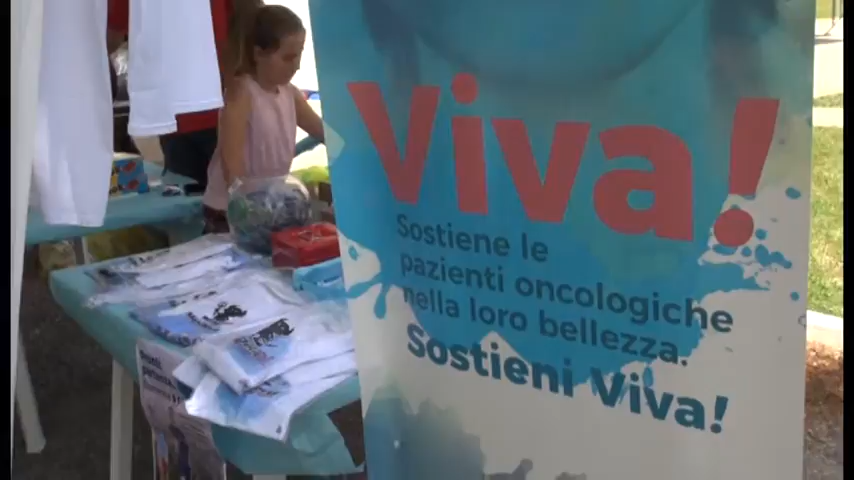 Viva!
Sostiene le
pazienti oncologiche
nella loro bellezza.
Sostieni Viva!